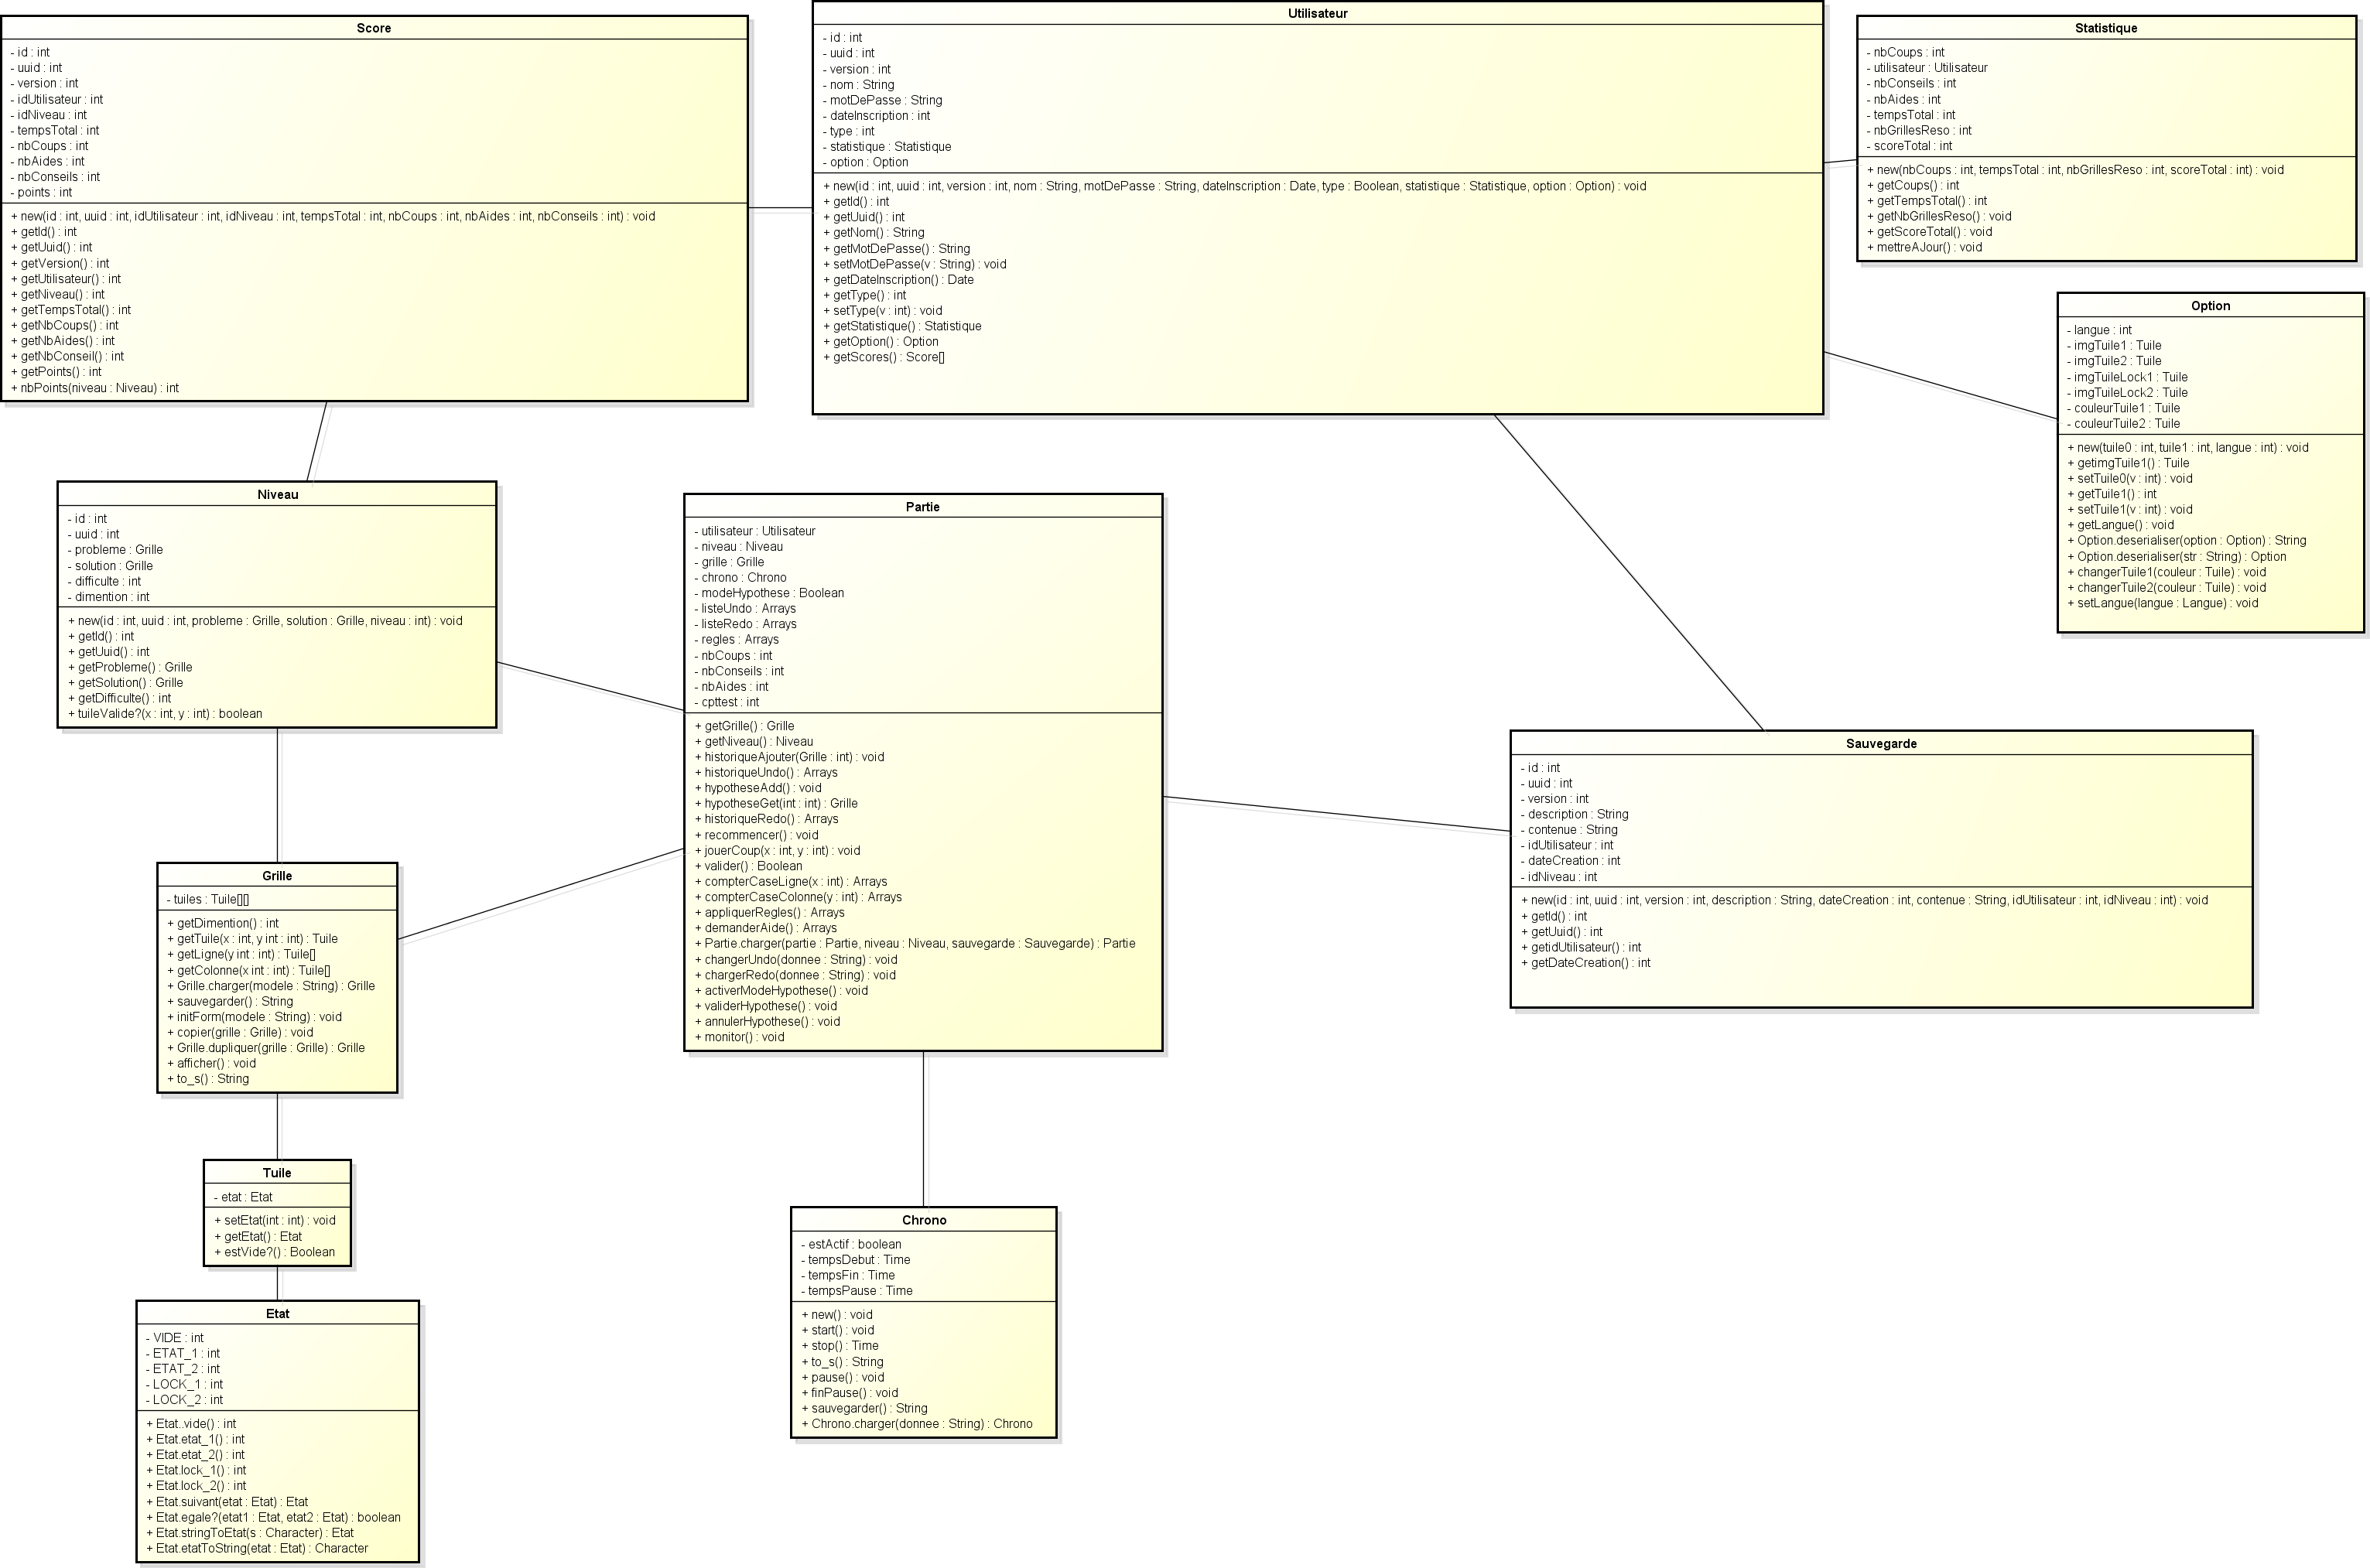 Score
- id : int
- uuid : int
- version : int
- idUtilisateur : int
- idNiveau : int
- tempsTotal : int
- nbCoups : int
- nbAides : int
- nbConseils : int
- points : int
+ new(id : int, uuid : int, idUtilisateur : int, idNiveau : int, tempsTotal : int, nbCoups : int, nbAides : int, nbConseils : int) : void
+ getId() : int
+ getUuid() : int
+ getVersion() : int
+ getUtilisateur() : int
+ getNiveau() : int
+ getTempsTotal() : int
+ getNbCoups() : int
+ getNbAides() : int
+ getNbConseil() : int
+ getPoints() : int
+ nbPoints(niveau : Niveau) : int
Utilisateur
- id : int
- uuid : int
- version : int
- nom : String
- motDePasse : String
- dateInscription : int
- type : int
- statistique : Statistique
- option : Option
+ new(id : int, uuid : int, version : int, nom : String, motDePasse : String, dateInscription : Date, type : Boolean, statistique : Statistique, option : Option) : void
+ getId() : int
+ getUuid() : int
+ getNom() : String
+ getMotDePasse() : String
+ setMotDePasse(v : String) : void
+ getDateInscription() : Date
+ getType() : int
+ setType(v : int) : void
+ getStatistique() : Statistique
+ getOption() : Option
+ getScores() : Score[]
Statistique
- nbCoups : int
- utilisateur : Utilisateur
- nbConseils : int
- nbAides : int
- tempsTotal : int
- nbGrillesReso : int
- scoreTotal : int
+ new(nbCoups : int, tempsTotal : int, nbGrillesReso : int, scoreTotal : int) : void
+ getCoups() : int
+ getTempsTotal() : int
+ getNbGrillesReso() : void
+ getScoreTotal() : void
+ mettreAJour() : void
Option
- langue : int
- imgTuile1 : Tuile
- imgTuile2 : Tuile
- imgTuileLock1 : Tuile
- imgTuileLock2 : Tuile
- couleurTuile1 : Tuile
- couleurTuile2 : Tuile
+ new(tuile0 : int, tuile1 : int, langue : int) : void
+ getimgTuile1() : Tuile
+ setTuile0(v : int) : void
+ getTuile1() : int
+ setTuile1(v : int) : void
+ getLangue() : void
+ Option.deserialiser(option : Option) : String
+ Option.deserialiser(str : String) : Option
+ changerTuile1(couleur : Tuile) : void
+ changerTuile2(couleur : Tuile) : void
+ setLangue(langue : Langue) : void
Niveau
- id : int
- uuid : int
- probleme : Grille
- solution : Grille
- difficulte : int
- dimention : int
+ new(id : int, uuid : int, probleme : Grille, solution : Grille, niveau : int) : void
+ getId() : int
+ getUuid() : int
+ getProbleme() : Grille
+ getSolution() : Grille
+ getDifficulte() : int
+ tuileValide?(x : int, y : int) : boolean
Partie
- utilisateur : Utilisateur
- niveau : Niveau
- grille : Grille
- chrono : Chrono
- modeHypothese : Boolean
- listeUndo : Arrays
- listeRedo : Arrays
- regles : Arrays
- nbCoups : int
- nbConseils : int
- nbAides : int
- cpttest : int
+ getGrille() : Grille
+ getNiveau() : Niveau
+ historiqueAjouter(Grille : int) : void
+ historiqueUndo() : Arrays
+ hypotheseAdd() : void
+ hypotheseGet(int : int) : Grille
+ historiqueRedo() : Arrays
+ recommencer() : void
+ jouerCoup(x : int, y : int) : void
+ valider() : Boolean
+ compterCaseLigne(x : int) : Arrays
+ compterCaseColonne(y : int) : Arrays
+ appliquerRegles() : Arrays
+ demanderAide() : Arrays
+ Partie.charger(partie : Partie, niveau : Niveau, sauvegarde : Sauvegarde) : Partie
+ changerUndo(donnee : String) : void
+ chargerRedo(donnee : String) : void
+ activerModeHypothese() : void
+ validerHypothese() : void
+ annulerHypothese() : void
+ monitor() : void
Sauvegarde
- id : int
- uuid : int
- version : int
- description : String
- contenue : String
- idUtilisateur : int
- dateCreation : int
- idNiveau : int
+ new(id : int, uuid : int, version : int, description : String, dateCreation : int, contenue : String, idUtilisateur : int, idNiveau : int) : void
+ getId() : int
+ getUuid() : int
+ getidUtilisateur() : int
+ getDateCreation() : int
Grille
- tuiles : Tuile[][]
+ getDimention() : int
+ getTuile(x : int, y int : int) : Tuile
+ getLigne(y int : int) : Tuile[]
+ getColonne(x int : int) : Tuile[]
+ Grille.charger(modele : String) : Grille
+ sauvegarder() : String
+ initForm(modele : String) : void
+ copier(grille : Grille) : void
+ Grille.dupliquer(grille : Grille) : Grille
+ afficher() : void
+ to_s() : String
Tuile
- etat : Etat
+ setEtat(int : int) : void
+ getEtat() : Etat
+ estVide?() : Boolean
Chrono
- estActif : boolean
- tempsDebut : Time
- tempsFin : Time
- tempsPause : Time
+ new() : void
+ start() : void
+ stop() : Time
+ to_s() : String
+ pause() : void
+ finPause() : void
+ sauvegarder() : String
+ Chrono.charger(donnee : String) : Chrono
Etat
- VIDE : int
- ETAT_1 : int
- ETAT_2 : int
- LOCK_1 : int
- LOCK_2 : int
+ Etat..vide() : int
+ Etat.etat_1() : int
+ Etat.etat_2() : int
+ Etat.lock_1() : int
+ Etat.lock_2() : int
+ Etat.suivant(etat : Etat) : Etat
+ Etat.egale?(etat1 : Etat, etat2 : Etat) : boolean
+ Etat.stringToEtat(s : Character) : Etat
+ Etat.etatToString(etat : Etat) : Character